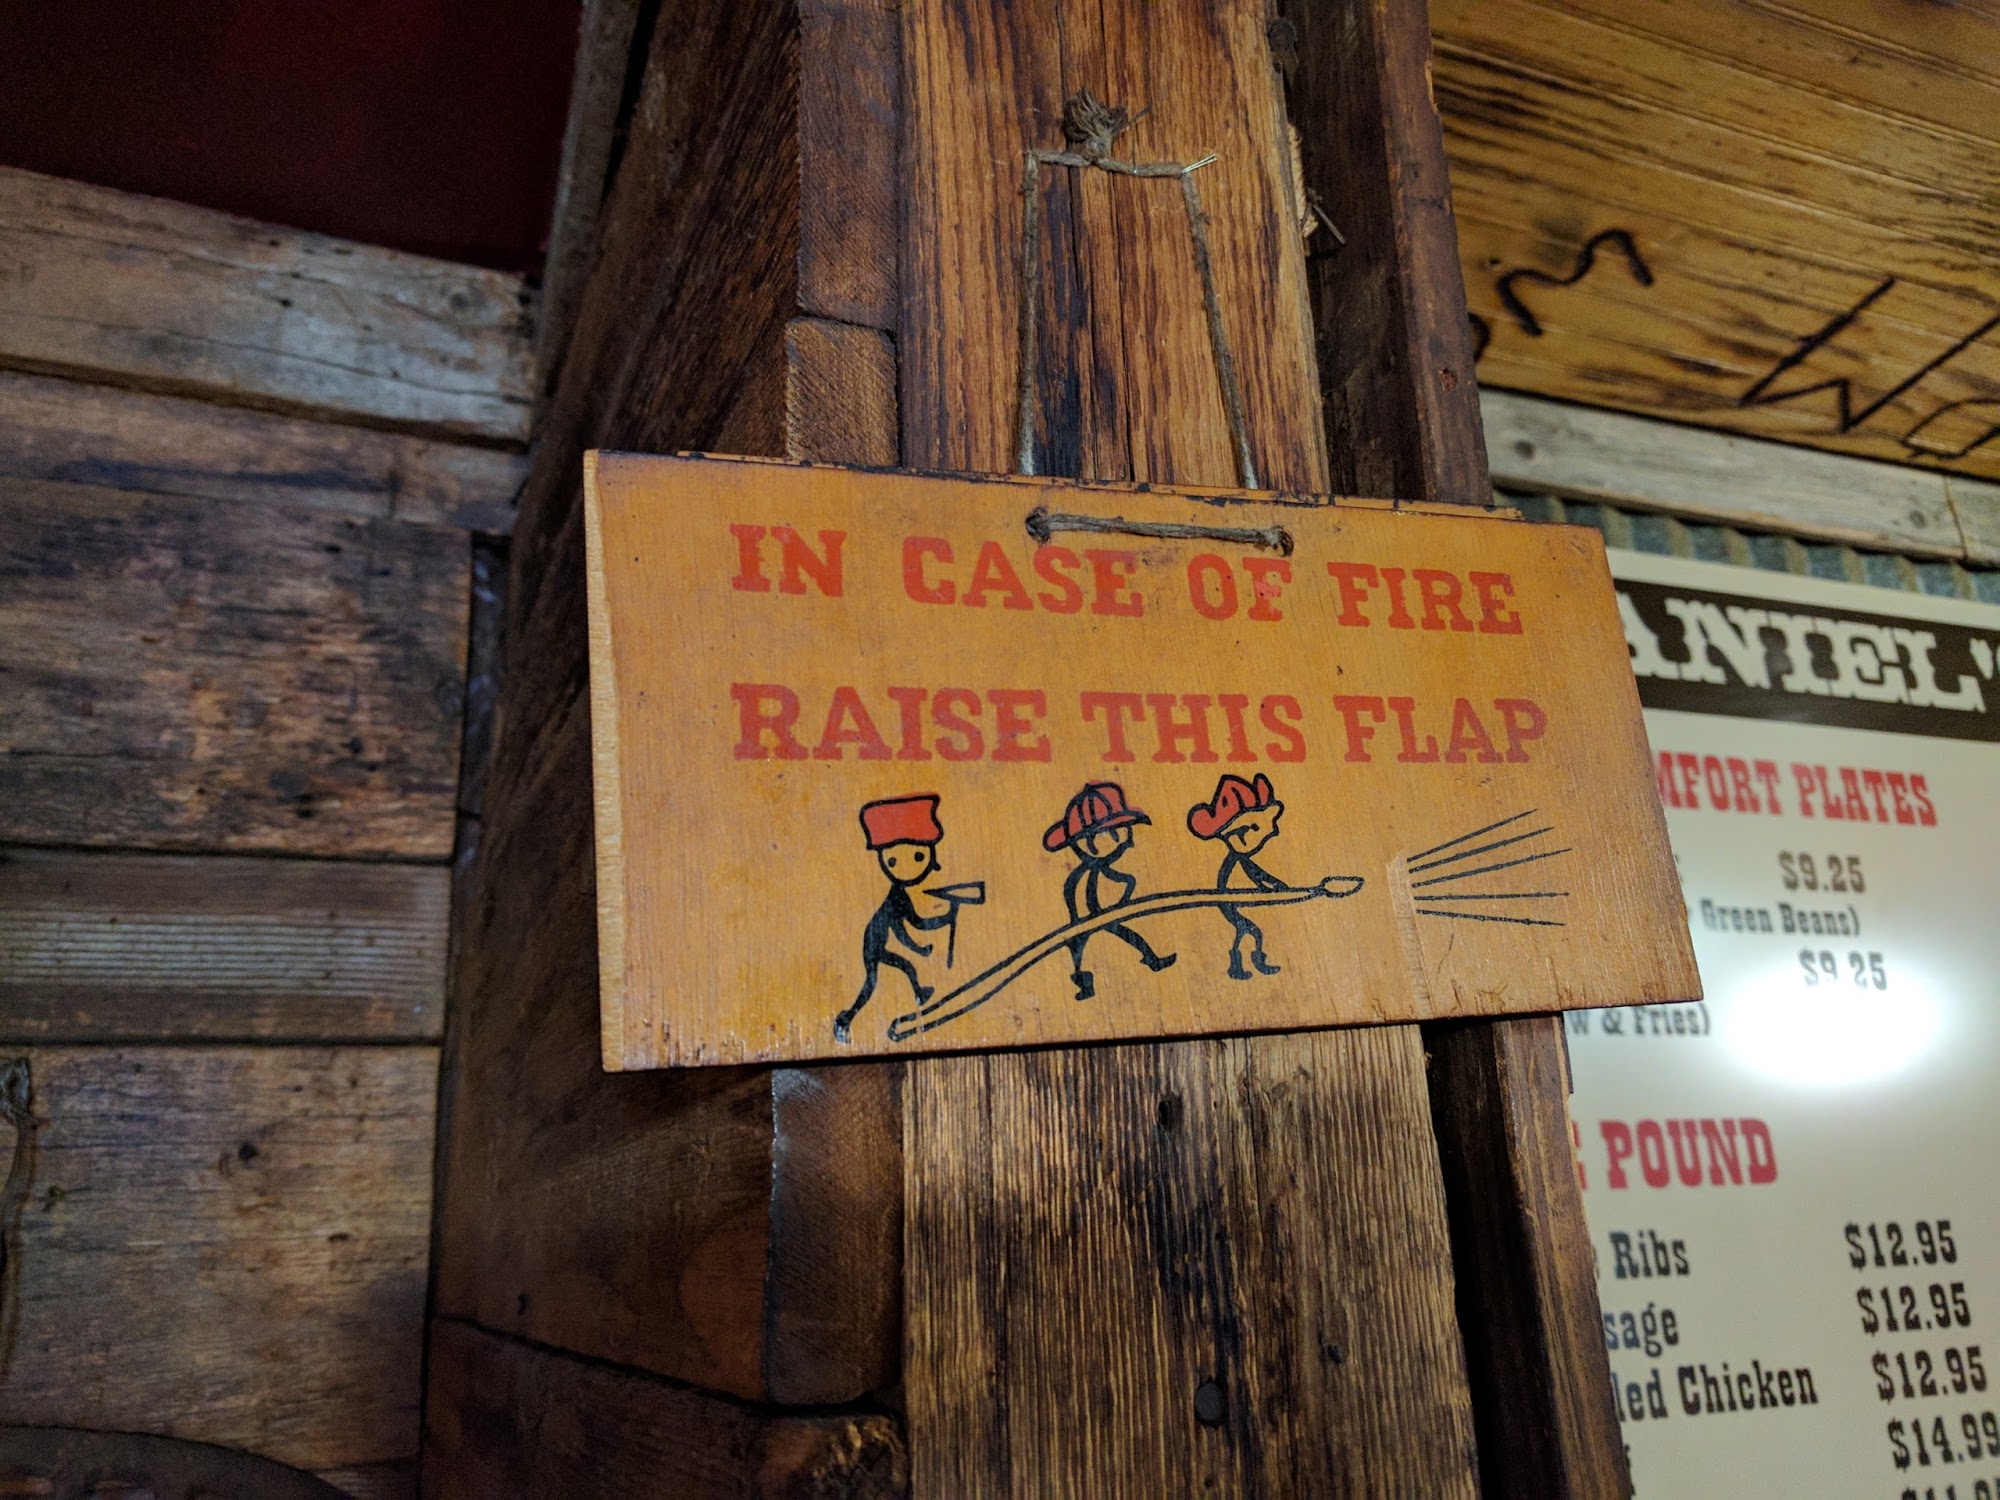 IN CASE OF FIRE
RAISE THIS FLAP
ANIEL'S
MFORT PLATES
$9.25
Green Beans)
$9.25
W & Fries)
POUND
Ribs $12.95
sage $12.95
led Chicken $12.95
$14.99